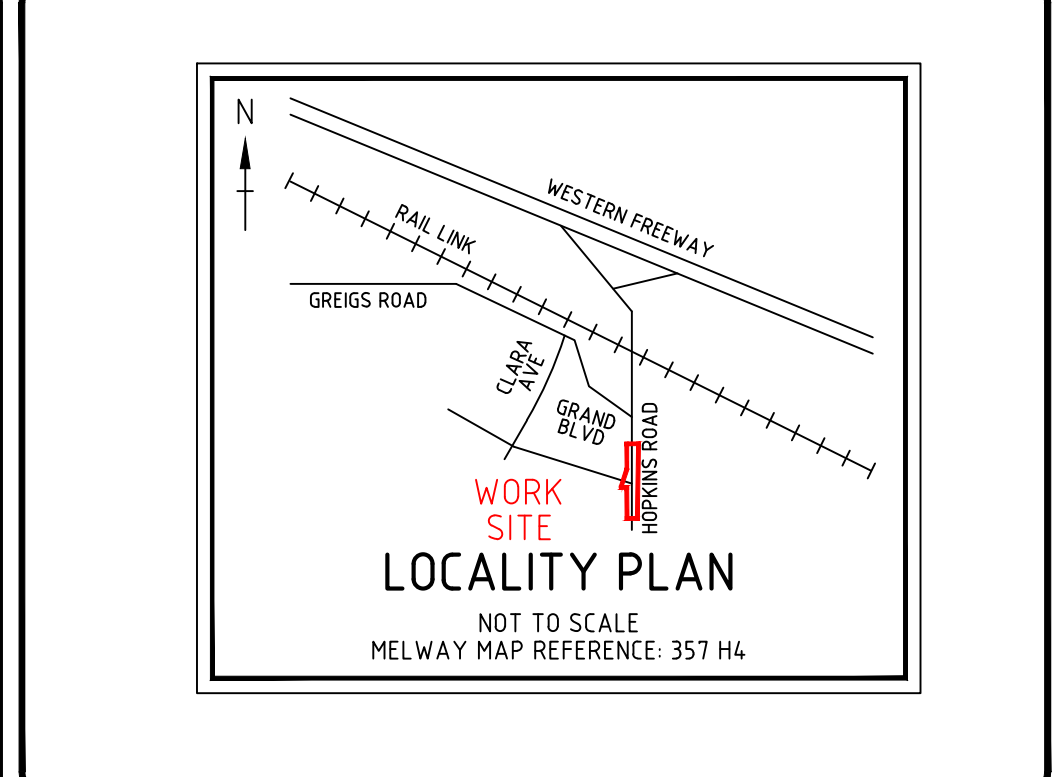 N
WESTERN FREEWAY
RAIL LINK
GREIGS ROAD
CLARA
AVE
GRAND
BLVD
HOPKINS ROAD
WORK
SITE
LOCALITY PLAN
NOT TO SCALE
MELWAY MAP REFERENCE: 357 H4